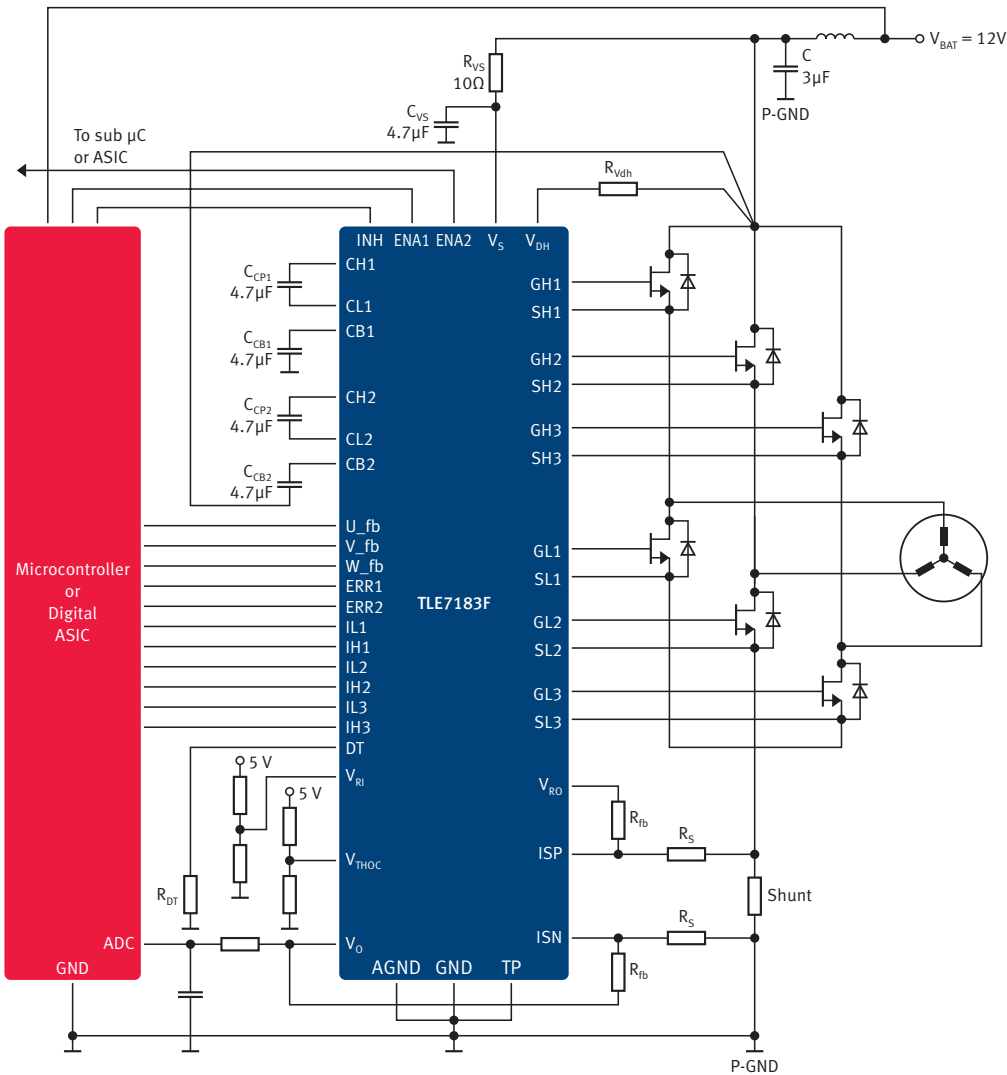 V_BAT = 12V
C
3µF
P-GND
R_VS
10Ω
C_VS
4.7µF
To sub µC
or ASIC
R_Vdh
INH ENA1 ENA2 V_S V_DH
CH1
C_CP1
4.7µF
CL1
CB1
C_CB1
4.7µF
CH2
C_CP2
4.7µF
CL2
CB2
C_CB2
4.7µF
GH1
SH1
GH2
SH2
GH3
SH3
U_fb
V_fb
W_fb
ERR1
ERR2
IL1
IH1
IL2
IH2
IL3
IH3
DT
V_RI
V_THOC
V_O
Microcontroller
or
Digital
ASIC
TLE7183F
GL1
SL1
GL2
SL2
GL3
SL3
5 V
5 V
V_RO
R_fb
ISP
R_S
Shunt
R_DT
ISN
R_S
R_fb
ADC
GND
AGND GND TP
P-GND